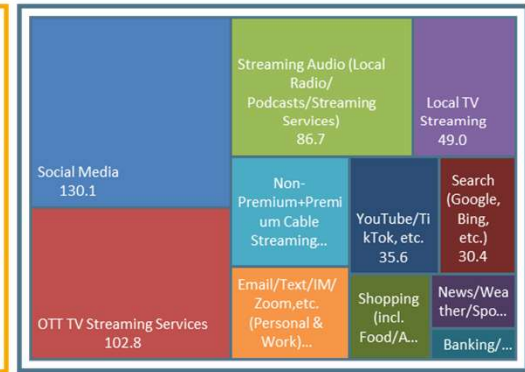 Social Media
130.1
OTT TV Streaming Services
102.8
Streaming Audio (Local
Radio/
Podcasts/Streaming
Services)
86.7
Local TV
Streaming
49.0
Non-
Premium+Premi
um Cable
Streaming...
YouTube/Ti
kTok, etc.
35.6
Search
(Google,
Bing,
etc.)
30.4
Email/Text/IM/
Zoom,etc.
(Personal &
Work)...
Shopping
(incl.
Food/A...
News/Wea
ther/Spo...
Banking/...